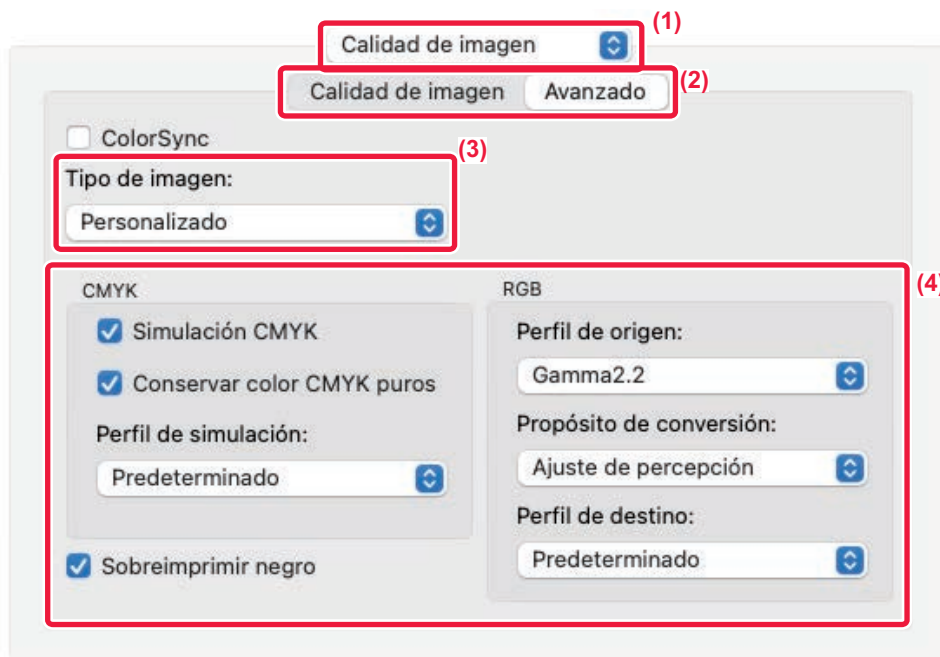 Calidad de imagen
(1)
Calidad de imagen Avanzado
(2)
ColorSync
(3)
Tipo de imagen:
Personalizado
(4)
CMYK
Simulación CMYK
Conservar color CMYK puros
Perfil de simulación:
Predeterminado
Sobreimprimir negro
RGB
Perfil de origen:
Gamma2.2
Propósito de conversión:
Ajuste de percepción
Perfil de destino:
Predeterminado